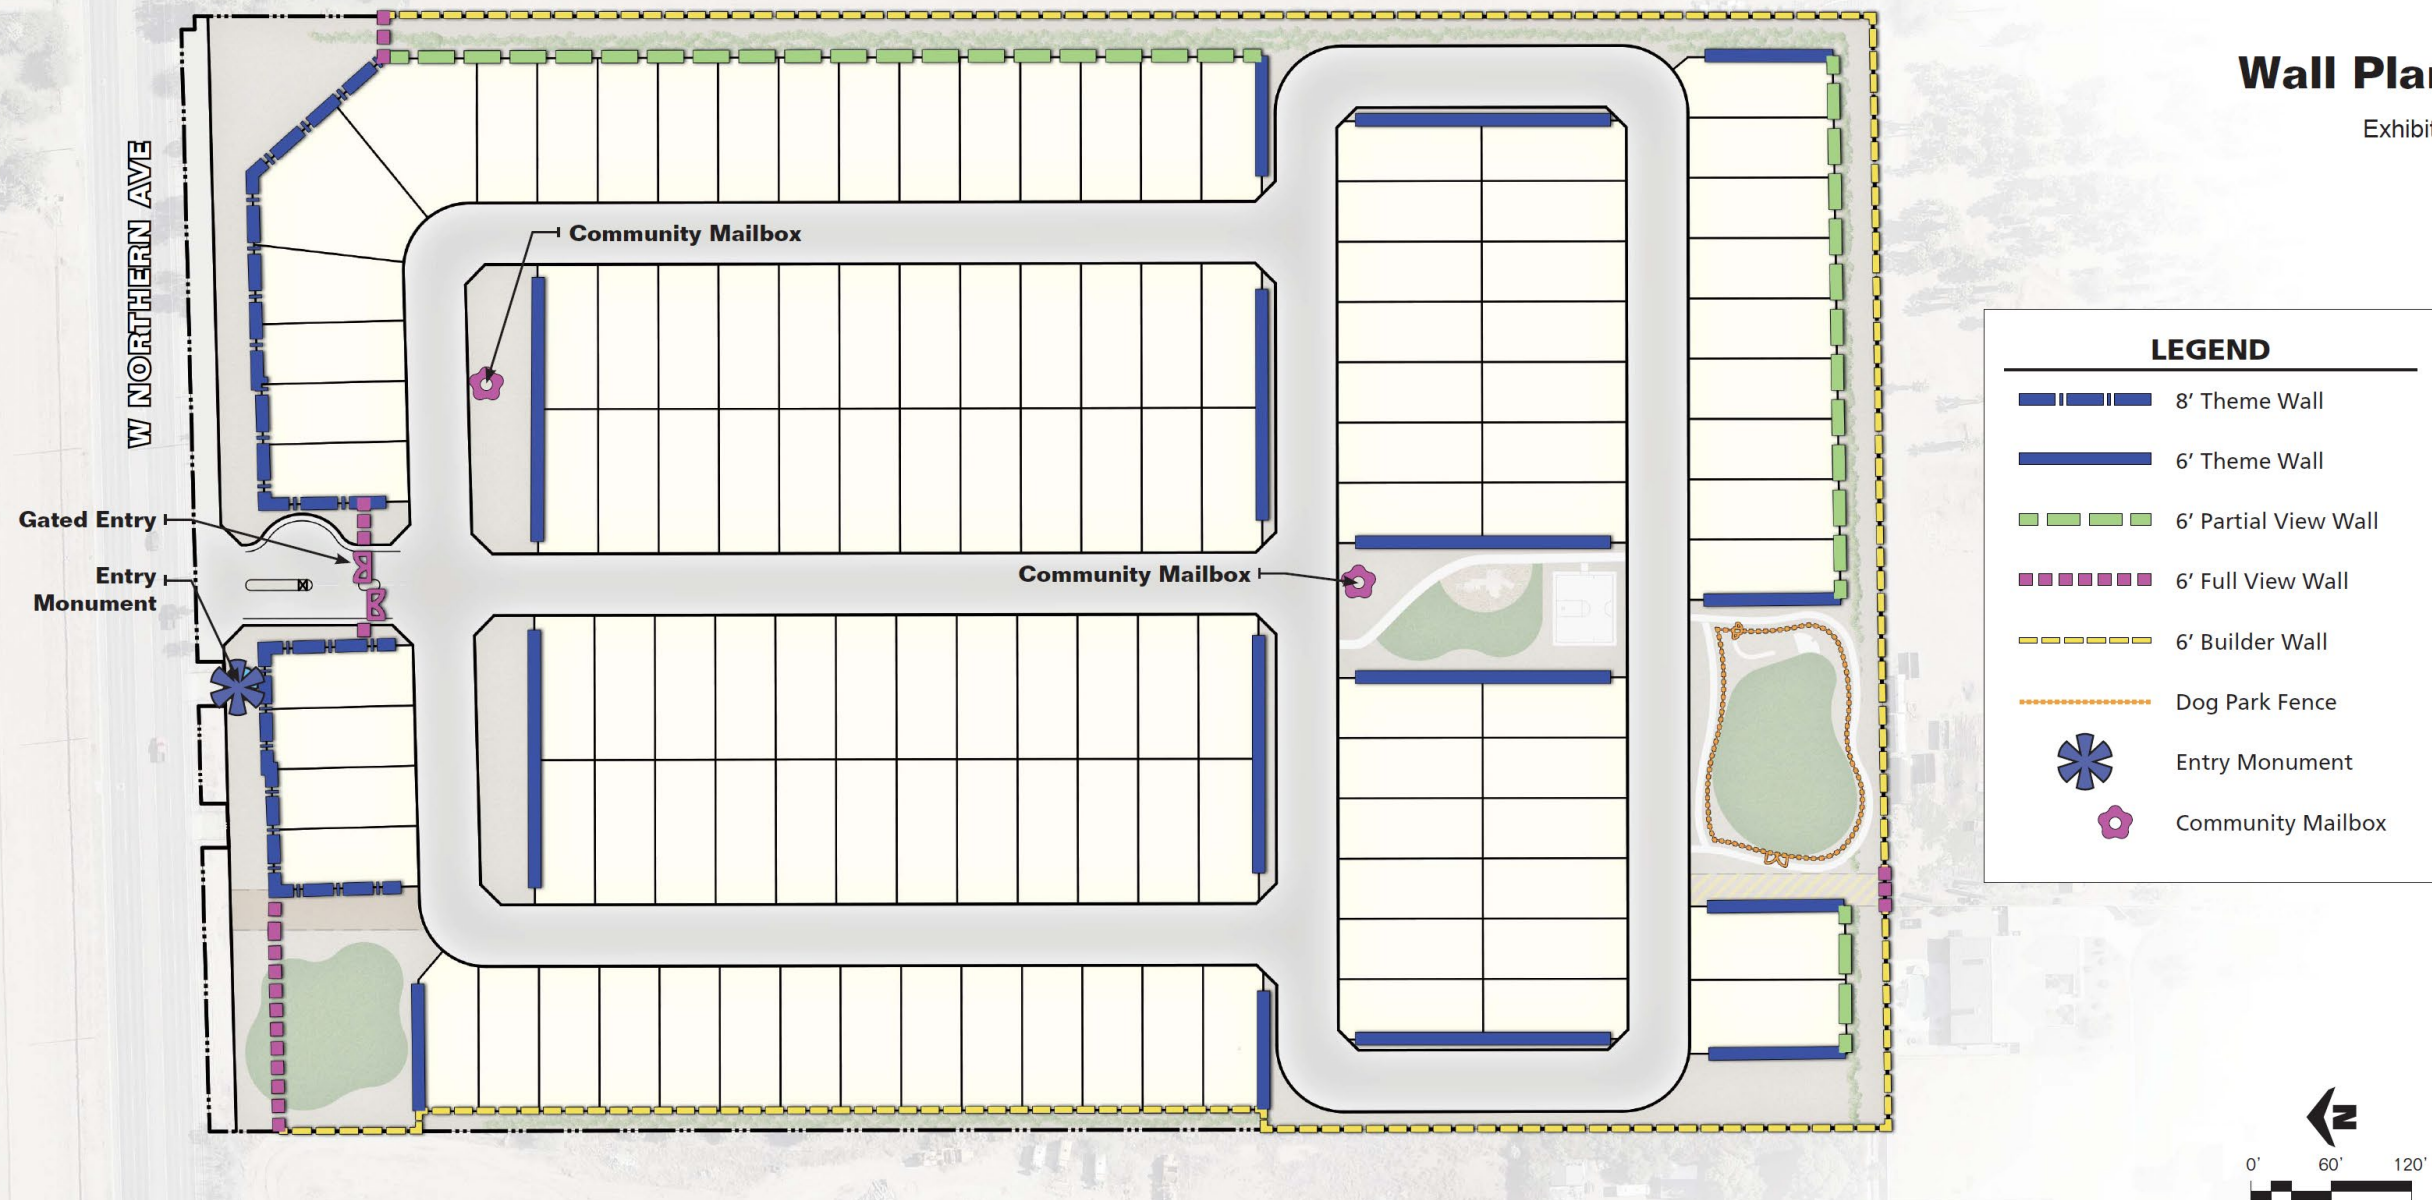 Wall Pla
Exhibit
W NORTHERN AVE
Community Mailbox
Gated Entry
Entry
Monument
Community Mailbox
LEGEND
8’ Theme Wall
6’ Theme Wall
6’ Partial View Wall
6’ Full View Wall
6’ Builder Wall
Dog Park Fence
Entry Monument
Community Mailbox
N
0’ 60’ 120’